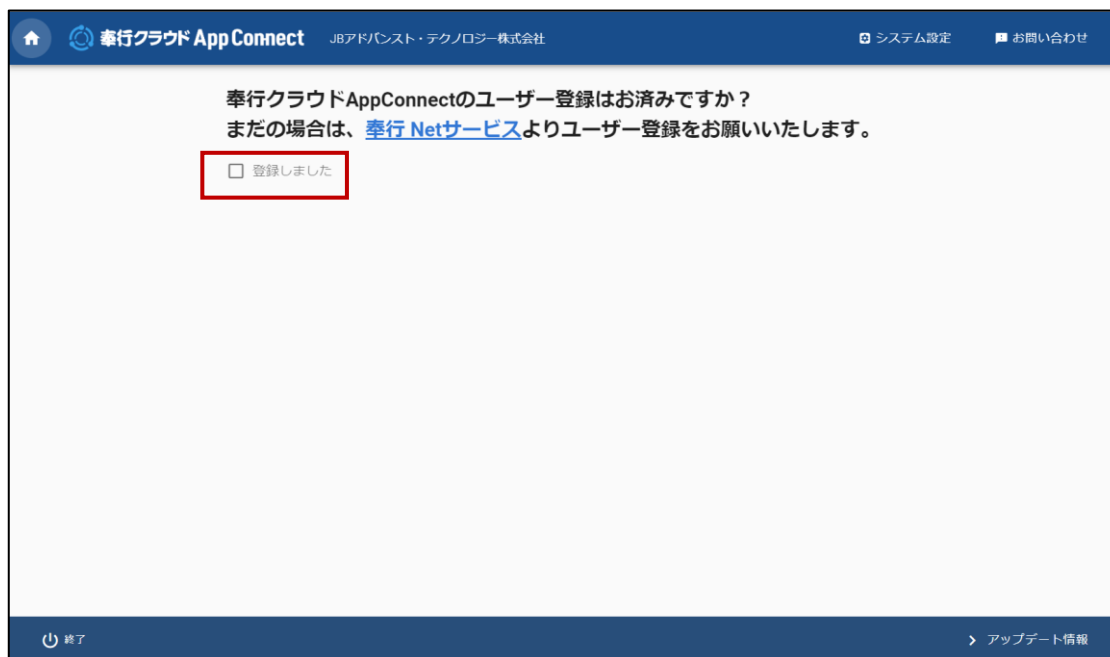 奉行クラウド App Connect JBアドバンスト・テクノロジー株式会社 システム設定 お問い合わせ
奉行クラウドAppConnectのユーザー登録はお済みですか？
まだの場合は、奉行 Netサービスよりユーザー登録をお願いいたします。
登録しました
終了 アップデート情報